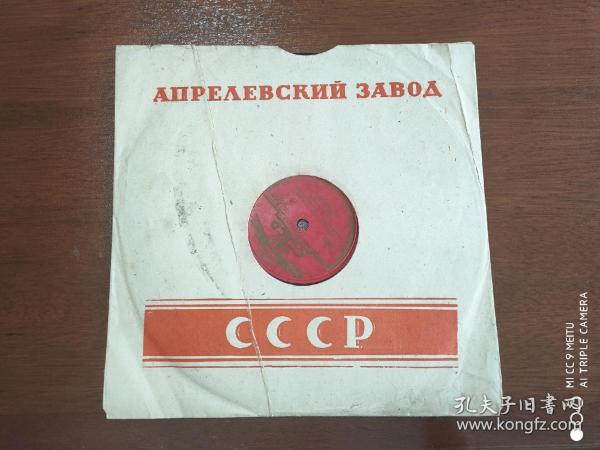 АПРЕЛЕВСКИЙ ЗАВОД
СССР
MI CC9 MEITU
AI TRIPLE CAMERA
孔夫子旧书网
www.kongfz.com